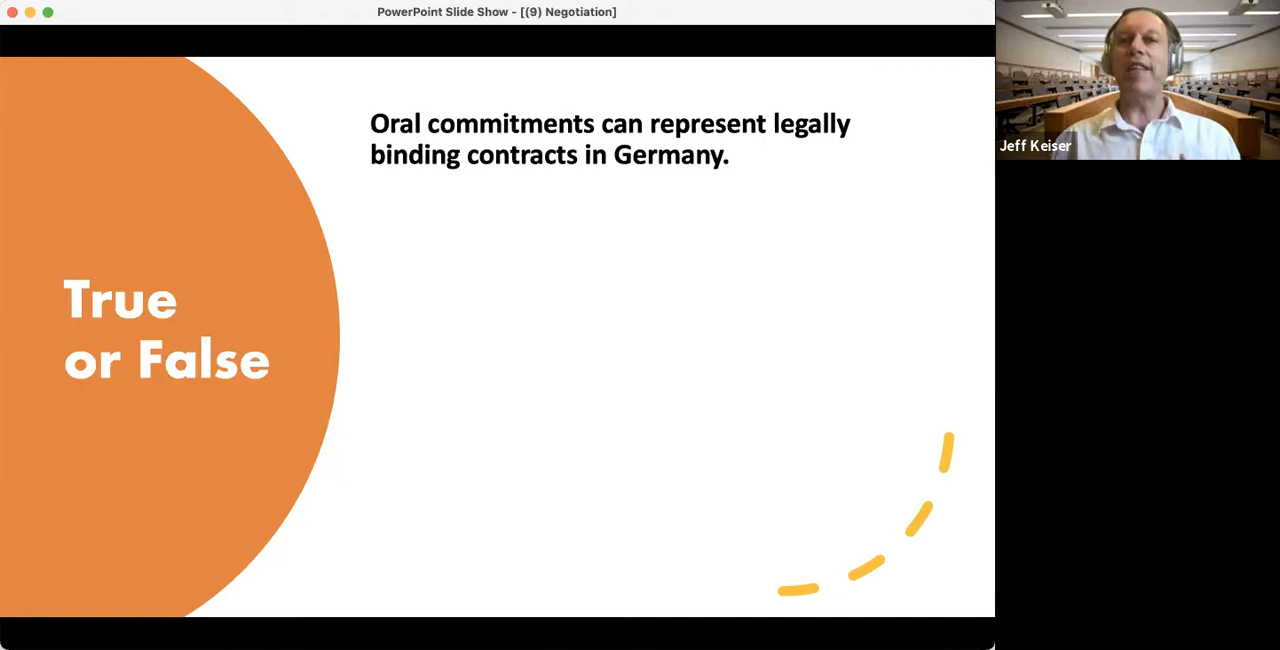 PowerPoint Slide Show - [(9) Negotiation]
Oral commitments can represent legally
binding contracts in Germany.
True
or False
Jeff Keiser